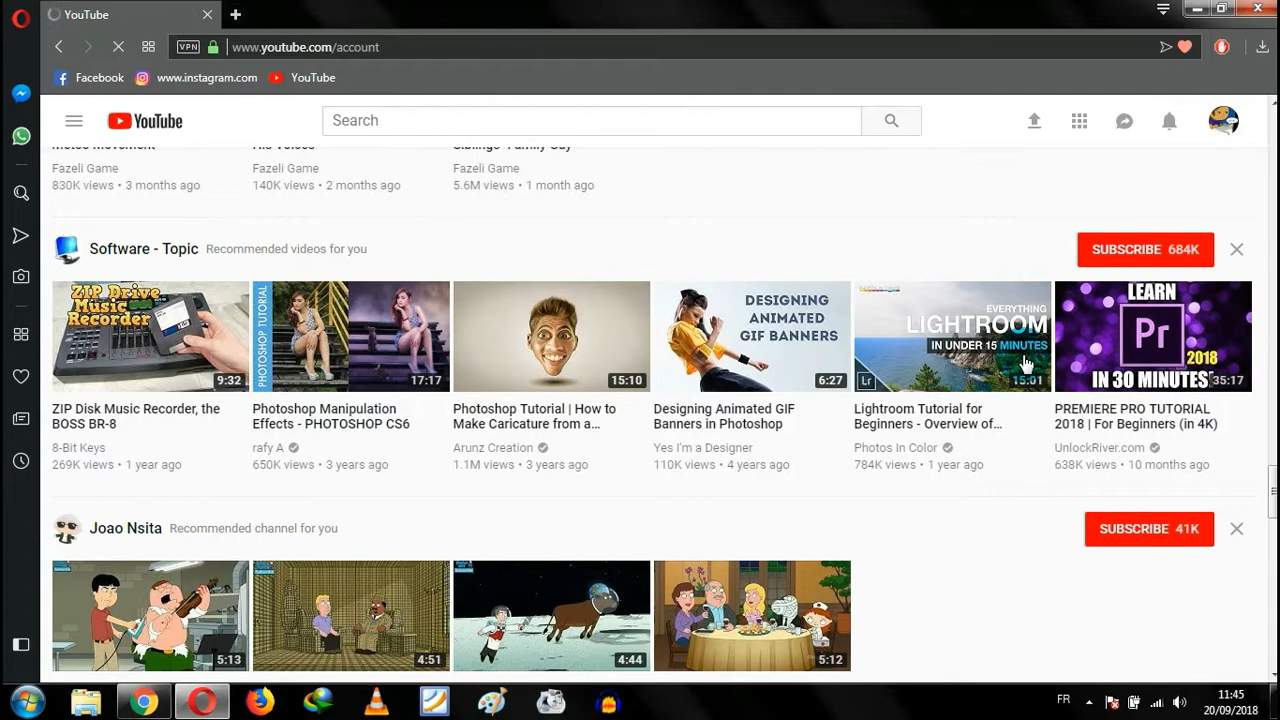 YouTube
VPN
www.youtube.com/account
Facebook
www.instagram.com
YouTube
YouTube
Search
Fazeli Game
830K views • 3 months ago
Fazeli Game
140K views • 2 months ago
Siblings' Family Guy
Fazeli Game
5.6M views • 1 month ago
Software - Topic
Recommended videos for you
SUBSCRIBE 684K
ZIP Drive
Music
Recorder
9:32
ZIP Disk Music Recorder, the
BOSS BR-8
8-Bit Keys
269K views • 1 year ago
PHOTOSHOP TUTORIAL
17:17
Photoshop Manipulation
Effects - PHOTOSHOP CS6
rafy A
650K views • 3 years ago
15:10
Photoshop Tutorial | How to
Make Caricature from a...
Arunz Creation
1.1M views • 3 years ago
DESIGNING
ANIMATED
GIF BANNERS
6:27
Designing Animated GIF
Banners in Photoshop
Yes I'm a Designer
110K views • 4 years ago
EVERYTHING
LIGHTROOM
IN UNDER 15 MINUTES
Lr
15:01
Lightroom Tutorial for
Beginners - Overview of...
Photos In Color
784K views • 1 year ago
LEARN
Pr
2018
IN 30 MINUTES!
35:17
PREMIERE PRO TUTORIAL
2018 | For Beginners (in 4K)
UnlockRiver.com
638K views • 10 months ago
Joao Nsita
Recommended channel for you
SUBSCRIBE 41K
5:13
4:51
4:44
5:12
FR
11:45
20/09/2018